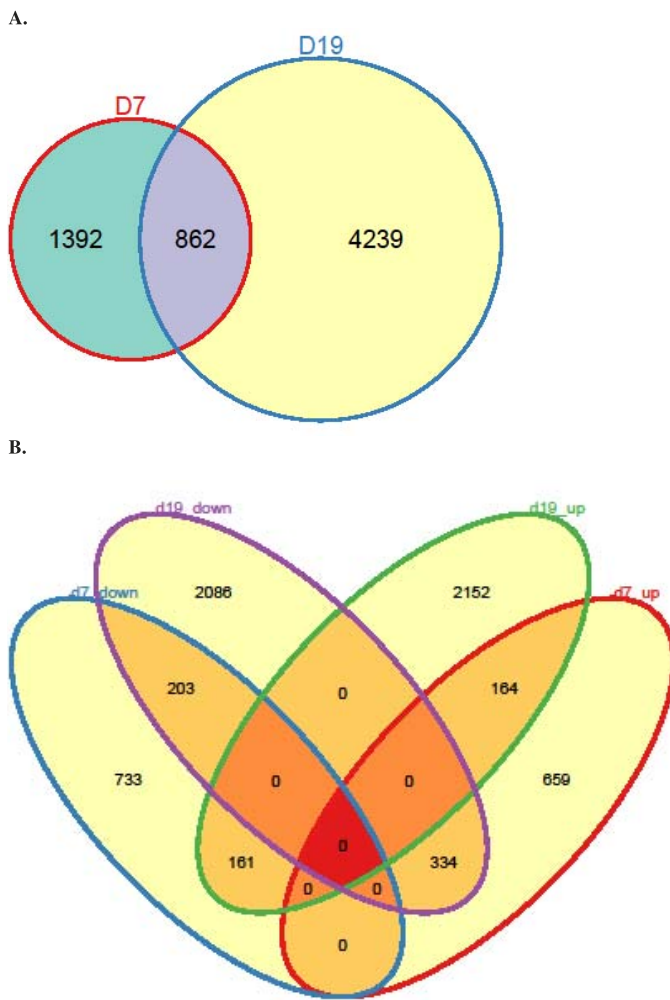 A.
D19
D7
1392 862 4239
B.
d19_down d19_up
d7_down d7_up
2086 2152
203 0 164
733 0 0 659
161 0 334
0 0
0